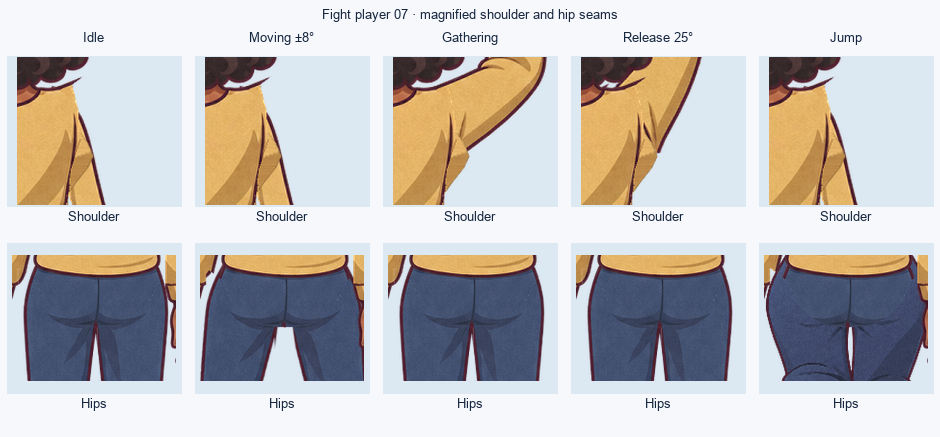 Fight player 07 · magnified shoulder and hip seams
Idle
Moving ±8°
Gathering
Release 25°
Jump
Shoulder
Shoulder
Shoulder
Shoulder
Shoulder
Hips
Hips
Hips
Hips
Hips